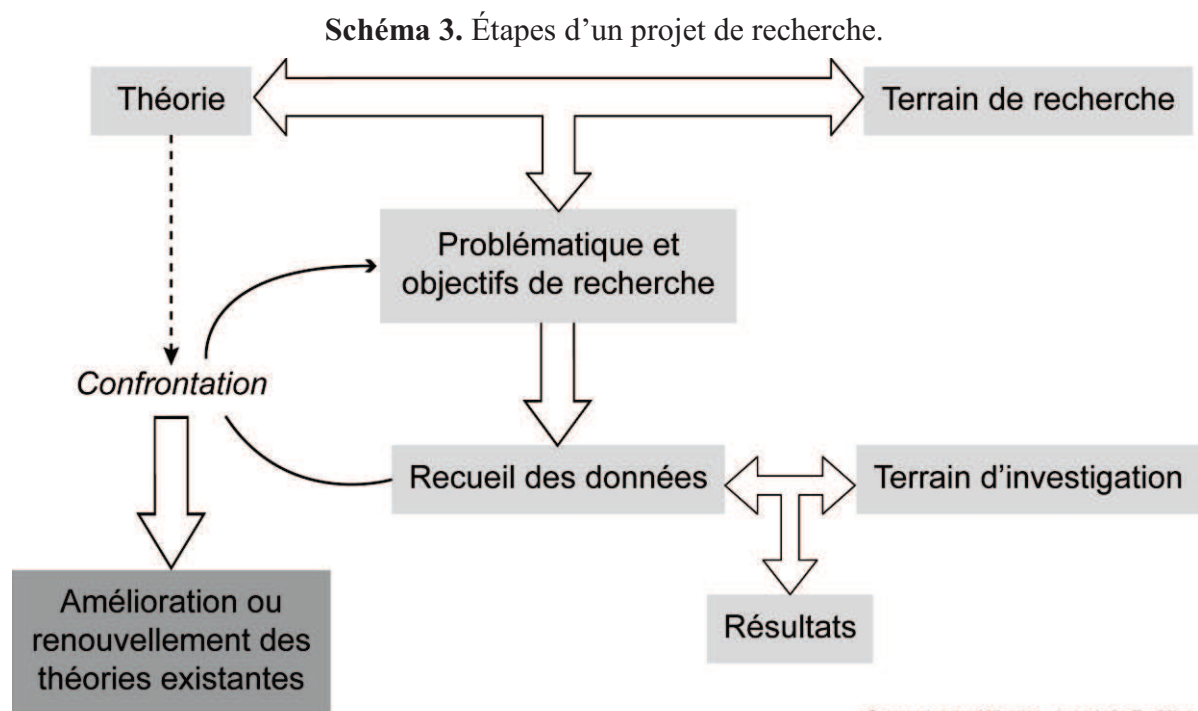 Schéma 3. Étapes d’un projet de recherche.
Théorie
Terrain de recherche
Problématique et
objectifs de recherche
Confrontation
Recueil des données
Terrain d’investigation
Amélioration ou
renouvellement des
théories existantes
Résultats